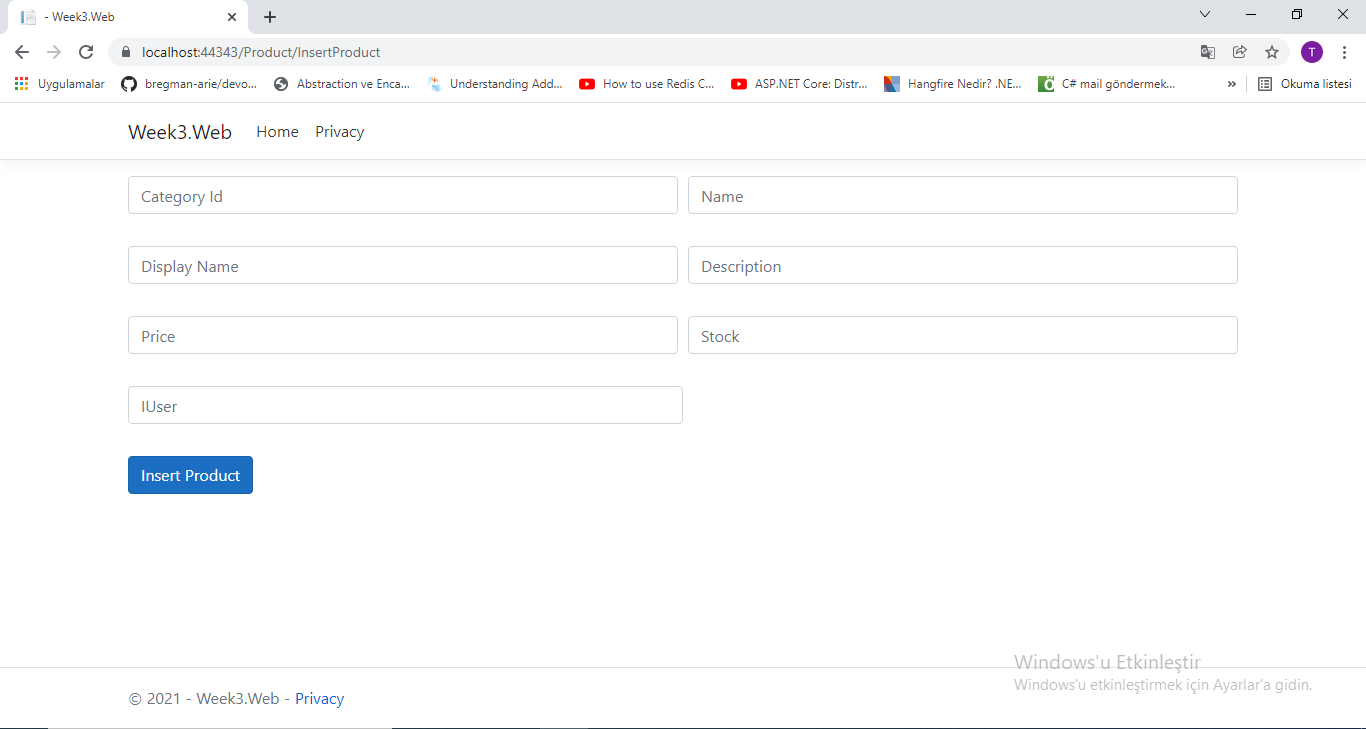 - Week3.Web
localhost:44343/Product/InsertProduct
T
Uygulamalar bregman-arie/devo... Abstraction ve Enca... Understanding Add... How to use Redis C... ASP.NET Core: Distr... Hangfire Nedir? .NE... C# mail göndermek... » Okuma listesi
Week3.Web Home Privacy
Category Id Name
Display Name Description
Price Stock
IUser
Insert Product
Windows'u Etkinleştir
Windows'u etkinleştirmek için Ayarlar'a gidin.
© 2021 - Week3.Web - Privacy